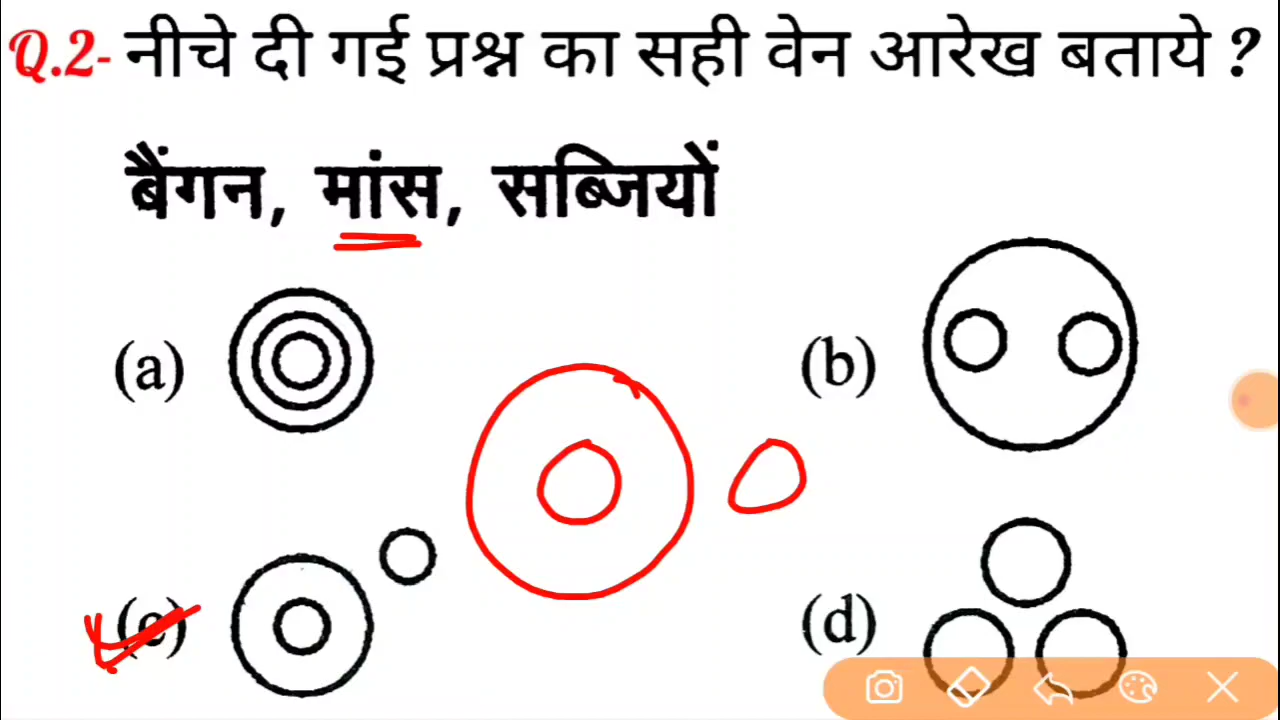 Q.2- नीचे दी गई प्रश्न का सही वेन आरेख बताये ?
बैंगन, मांस, सब्जियों
(a)
(b)
(c)
(d)